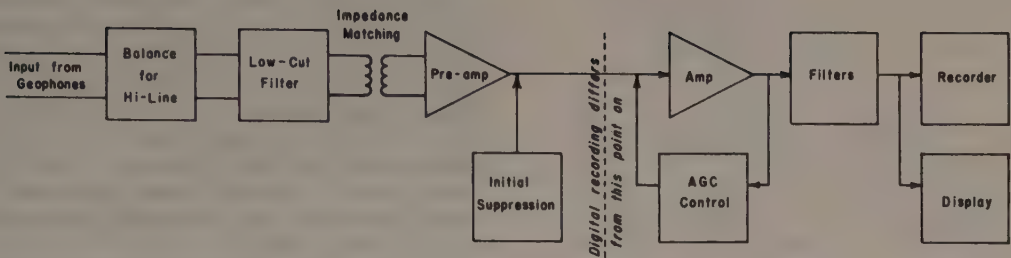 Input from
Geophones
Balance
for
Hi-Line
Low-Cut
Filter
Impedance
Matching
Pre-amp
Initial
Suppression
Digital recording differs
from this point on
Amp
AGC
Control
Filters
Recorder
Display